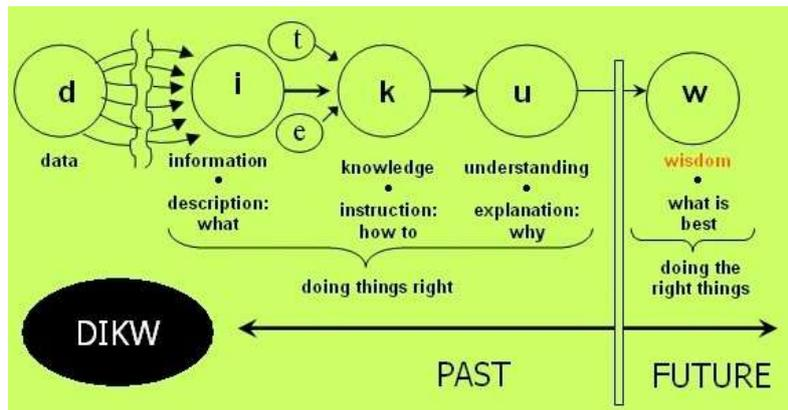 d
i
t
e
k
u
w
data
information
•
description:
what
knowledge
•
instruction:
how to
understanding
•
explanation:
why
wisdom
•
what is
best
doing things right
doing the
right things
DIKW
PAST
FUTURE